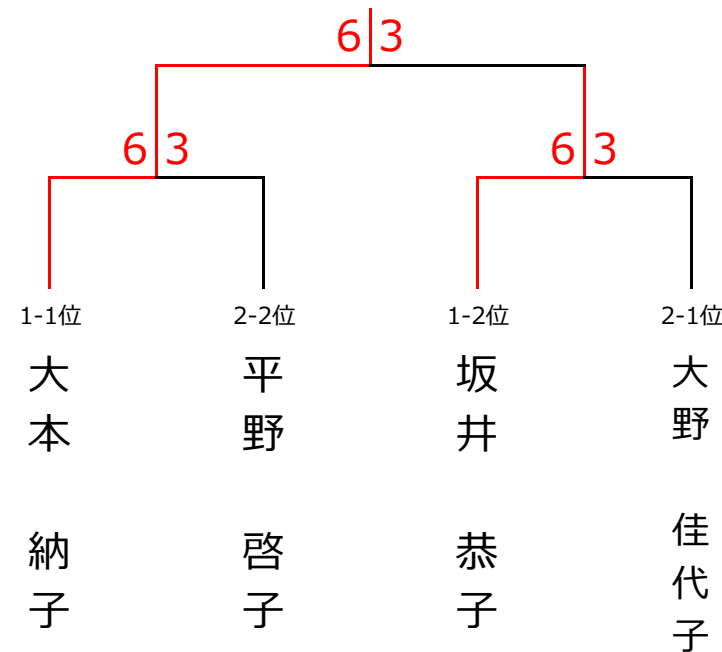 6 3
6 3
6 3
1-1位
2-2位
1-2位
2-1位
大本 納子
平野 啓子
坂井 恭子
大野 佳代子